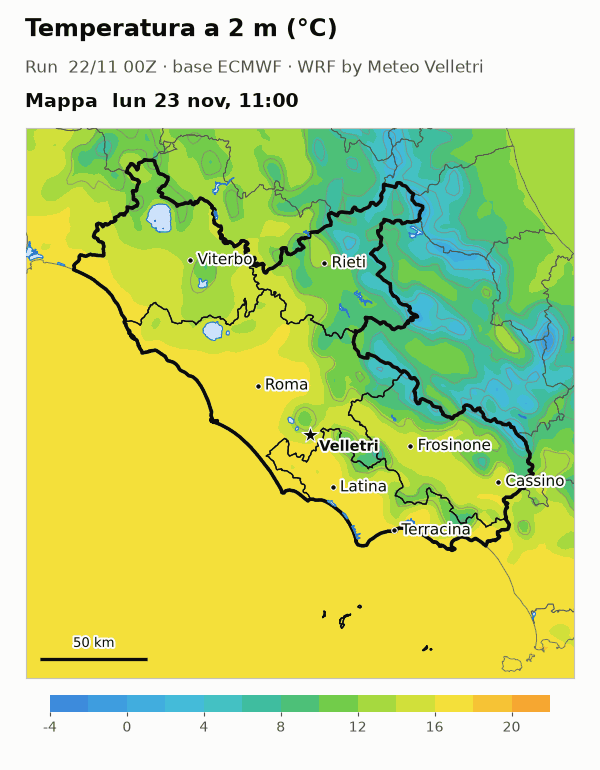 Temperatura a 2 m (°C)
Run  22/11 00Z · base ECMWF · WRF by Meteo Velletri
Mappa  lun 23 nov, 11:00
Viterbo
Rieti
Roma
Velletri
Frosinone
Cassino
Latina
Terracina
50 km
-4 0 4 8 12 16 20